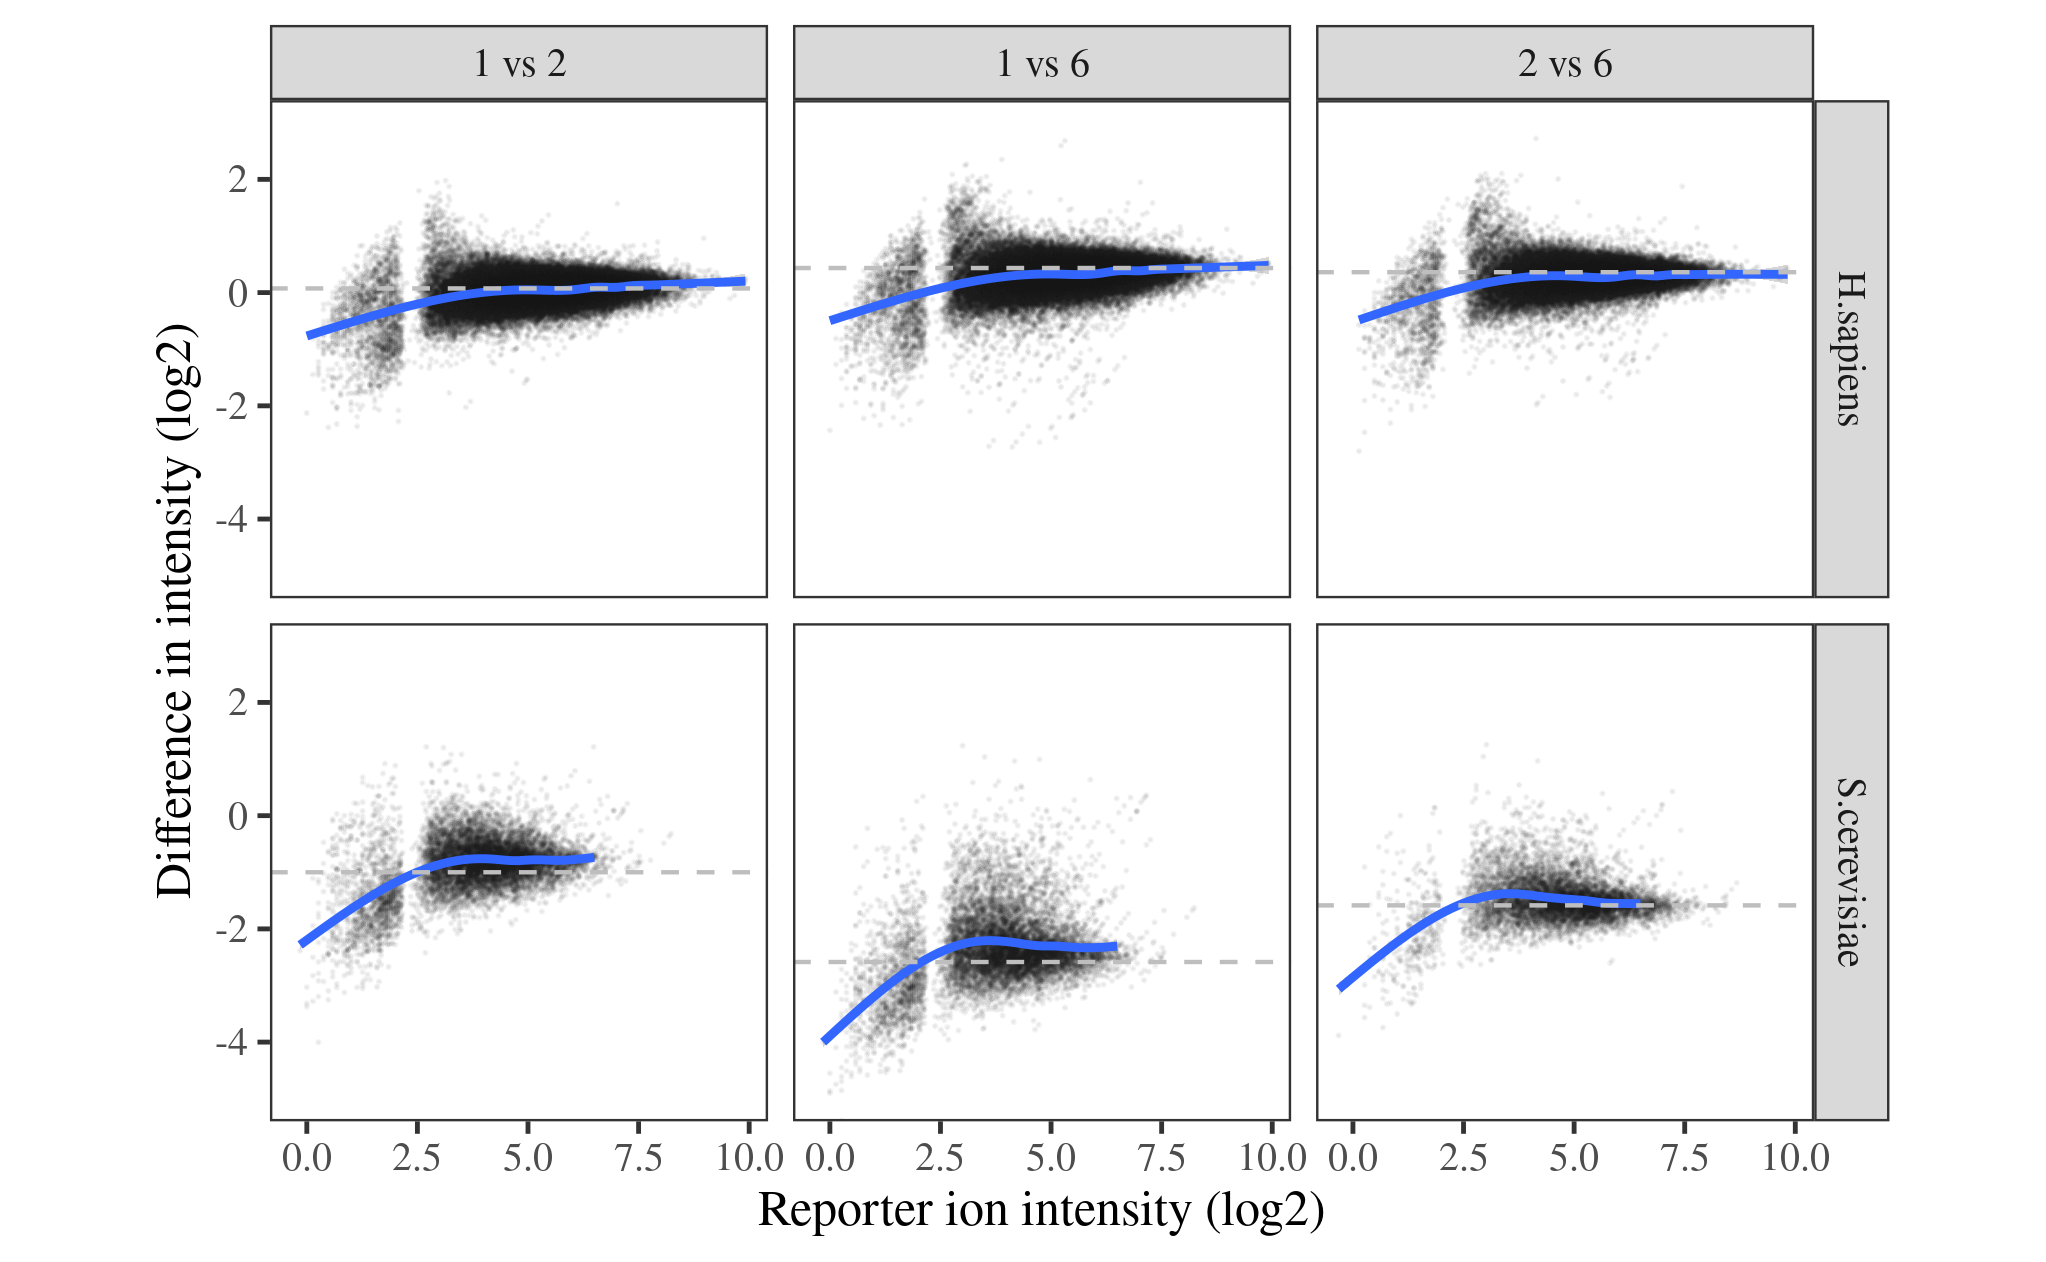 1 vs 2
1 vs 6
2 vs 6
Difference in intensity (log2)
2
0
-2
-4
H.sapiens
2
0
-2
-4
S.cerevisiae
0.0 2.5 5.0 7.5 10.0
0.0 2.5 5.0 7.5 10.0
0.0 2.5 5.0 7.5 10.0
Reporter ion intensity (log2)